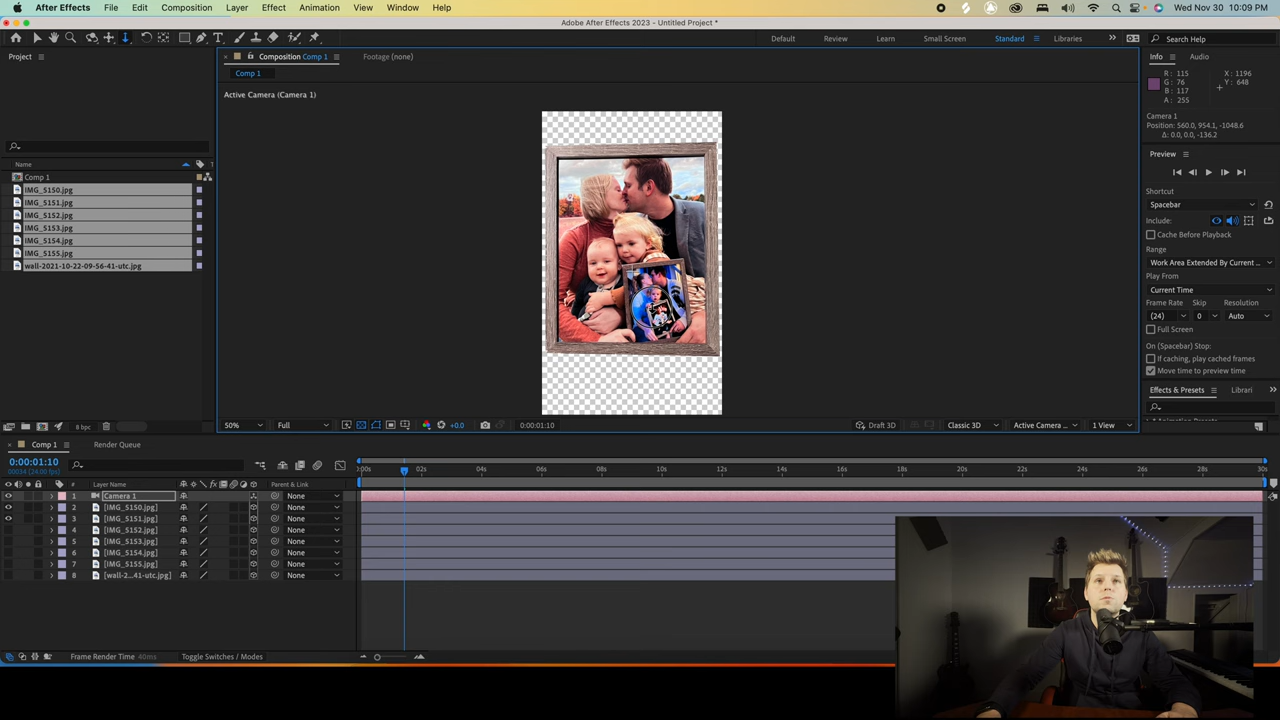 After Effects File Edit Composition Layer Effect Animation View Window Help Wed Nov 30 10:09 PM
Adobe After Effects 2023 - Untitled Project *
Default Review Learn Small Screen Standard Libraries Search Help
Project Composition Comp 1 Footage (none) Info Audio
Comp 1
Active Camera (Camera 1)
R: 115 X: 1196
G: 76 Y: 648
B: 117
A: 255
Camera 1
Position: 560.0, 954.1, -1048.6
Δ: 0.0, 0.0, -136.2
Preview
Shortcut
Spacebar
Include:
Cache Before Playback
Range
Work Area Extended By Current ...
Play From
Current Time
Frame Rate Skip Resolution
(24) (0) Auto
Full Screen
On (Spacebar) Stop:
If caching, play cached frames
Move time to preview time
Effects & Presets Librari
Name
Comp 1
IMG_5150.jpg
IMG_5151.jpg
IMG_5152.jpg
IMG_5153.jpg
IMG_5154.jpg
IMG_5155.jpg
wall-2021-10-22-09-56-41-utc.jpg
8 bpc
50% Full +0.0 0:00:01:10 Draft 3D Classic 3D Active Camera ... 1 View
Comp 1 Render Queue
0:00:01:10
00034 (24.00 fps)
:00s 02s 04s 06s 08s 10s 12s 14s 16s 18s 20s 22s 24s 26s 28s 30s
# Layer Name Parent & Link
1 Camera 1 None
2 [IMG_5150.jpg] None
3 [IMG_5151.jpg] None
4 [IMG_5152.jpg] None
5 [IMG_5153.jpg] None
6 [IMG_5154.jpg] None
7 [IMG_5155.jpg] None
8 [wall-2...41-utc.jpg] None
Frame Render Time 40ms Toggle Switches / Modes